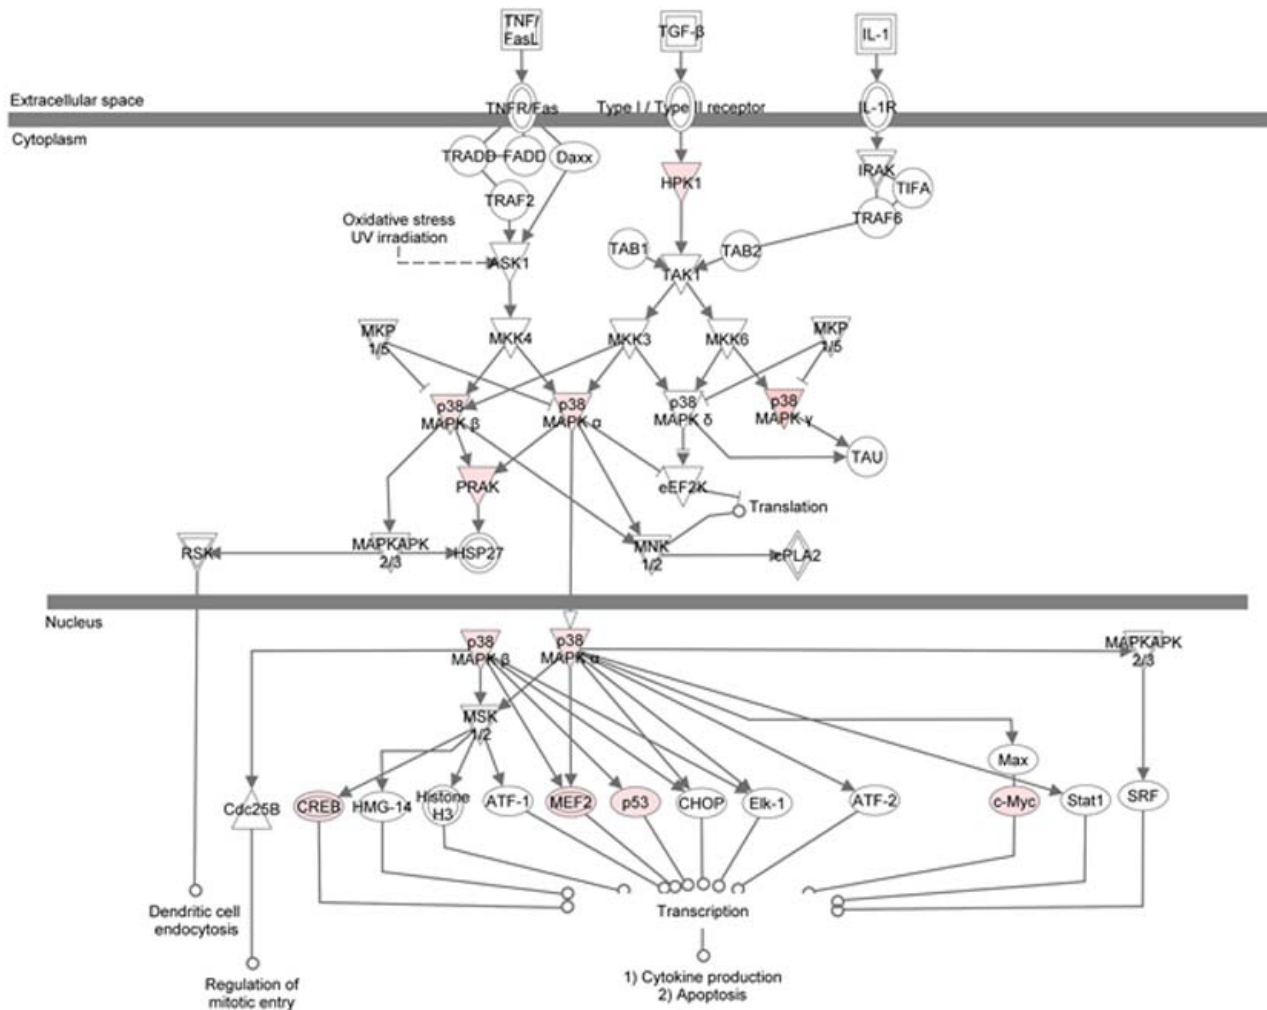 TNF/
FasL
TGF-β
IL-1
Extracellular space
TNFR/Fas
Type I / Type II receptor
IL-1R
Cytoplasm
TRADD
FADD
Daxx
IRAK
TIFA
HPK1
TRAF2
TRAF6
Oxidative stress
UV irradiation
TAB1
TAB2
ASK1
TAK1
MKP
1/5
MKK4
MKK3
MKK6
MKP
1/5
p38
MAPK β
p38
MAPK α
p38
MAPK δ
p38
MAPK γ
TAU
PRAK
eEF2K
Translation
RSK
MAPKAPK
2/3
HSP27
MNK
1/2
cPLA2
Nucleus
p38
MAPK β
p38
MAPK α
MAPKAPK
2/3
MSK
1/2
Max
Cdc25B
CREB
HMG-14
Histone
H3
ATF-1
MEF2
p53
CHOP
Elk-1
ATF-2
c-Myc
Stat1
SRF
Dendritic cell
endocytosis
Transcription
Regulation of
mitotic entry
1) Cytokine production
2) Apoptosis